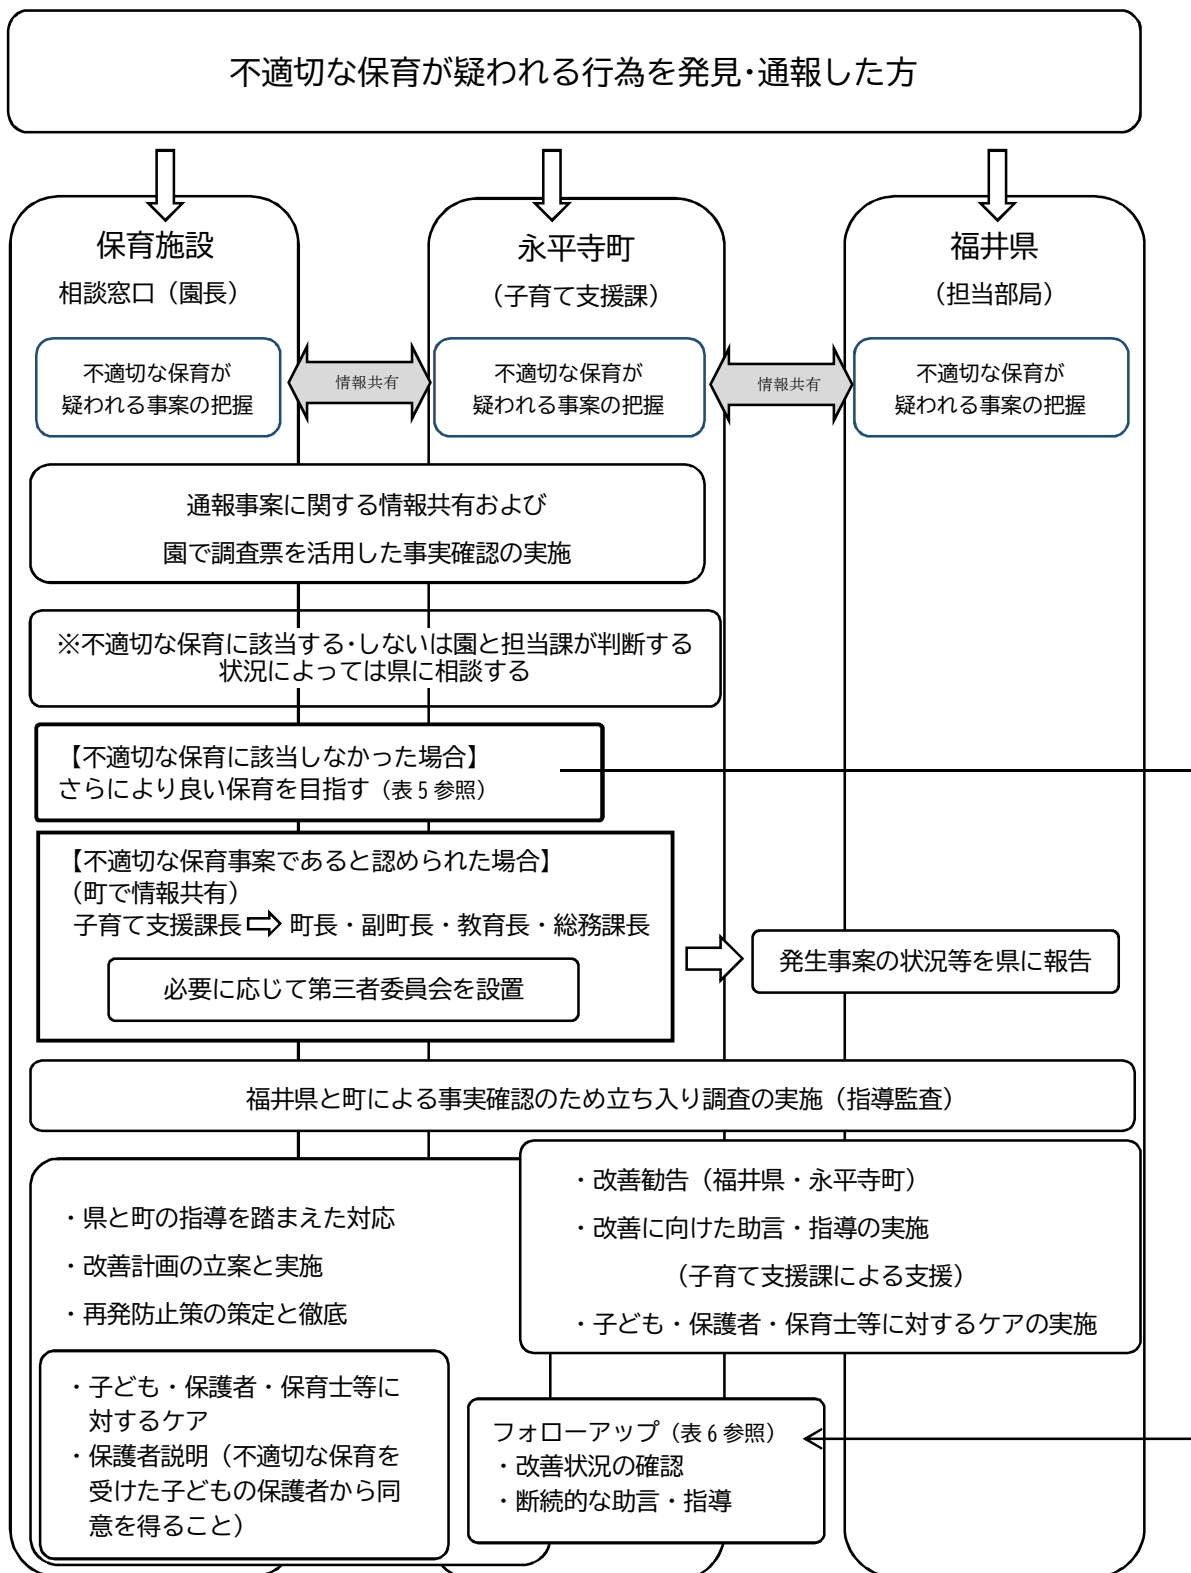 不適切な保育が疑われる行為を発見・通報した方
保育施設
相談窓口（園長）
永平寺町
（子育て支援課）
福井県
（担当部局）
不適切な保育が
疑われる事案の把握
情報共有
不適切な保育が
疑われる事案の把握
情報共有
不適切な保育が
疑われる事案の把握
通報事案に関する情報共有および
園で調査票を活用した事実確認の実施
※不適切な保育に該当する・しないは園と担当課が判断する
状況によっては県に相談する
【不適切な保育に該当しなかった場合】
さらにより良い保育を目指す（表5参照）
【不適切な保育事案であると認められた場合】
（町で情報共有）
子育て支援課長⇨町長・副町長・教育長・総務課長
必要に応じて第三者委員会を設置
発生事案の状況等を県に報告
福井県と町による事実確認のため立ち入り調査の実施（指導監査）
・県と町の指導を踏まえた対応
・改善計画の立案と実施
・再発防止策の策定と徹底
・改善勧告（福井県・永平寺町）
・改善に向けた助言・指導の実施
（子育て支援課による支援）
・子ども・保護者・保育士等に対するケアの実施
・子ども・保護者・保育士等に
対するケア
・保護者説明（不適切な保育を
受けた子どもの保護者から同
意を得ること）
フォローアップ（表6参照）
・改善状況の確認
・断続的な助言・指導